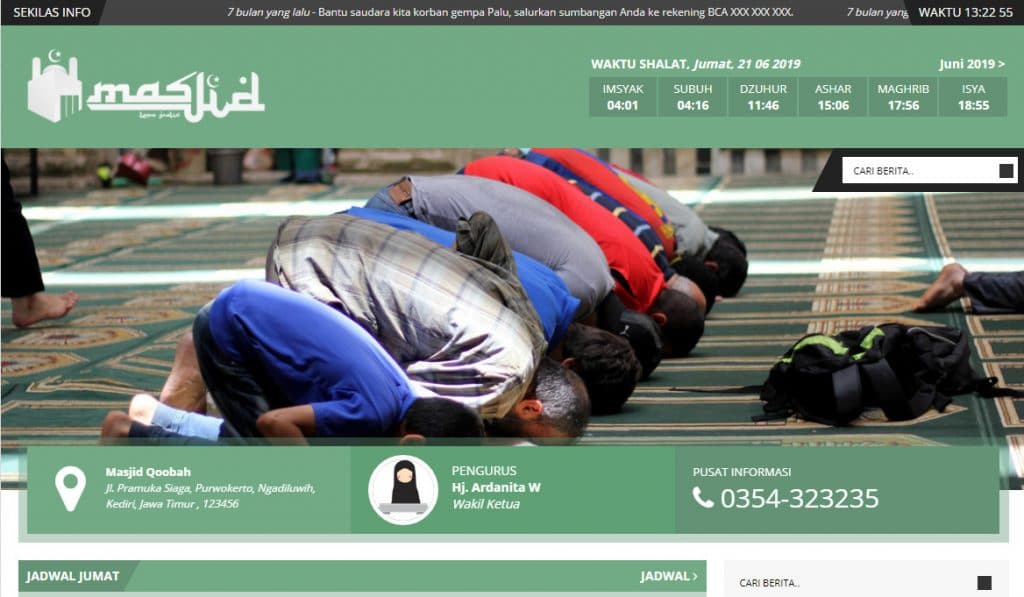 SEKILAS INFO
7 bulan yang lalu - Bantu saudara kita korban gempa Palu, salurkan sumbangan Anda ke rekening BCA XXX XXX XXX.
7 bulan yang
WAKTU 13:22 55
masjid
WAKTU SHALAT, Jumat, 21 06 2019
Juni 2019 >
IMSYAK SUBUH DZUHUR ASHAR MAGHRIB ISYA
04:01 04:16 11:46 15:06 17:56 18:55
CARI BERITA..
Masjid Qoobah
Jl. Pramuka Siaga, Purwokerto, Ngadiluwih,
Kediri, Jawa Timur , 123456
PENGURUS
Hj. Ardanita W
Wakil Ketua
PUSAT INFORMASI
0354-323235
JADWAL JUMAT
JADWAL >
CARI BERITA..